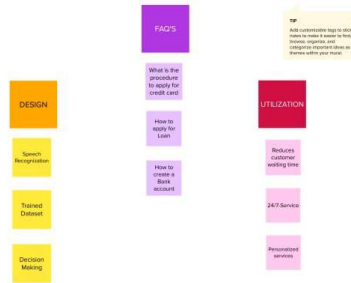 FAQ'S
TIP
Add customizable tags to sticky
notes to make it easier to find,
browse, organize, and
categorize important ideas as
themes within your mural.
What is the
procedure
to apply for
credit card
DESIGN
UTILIZATION
How to
apply for
Loan
Speech
Recognization
Reduces
customer
waiting time
How to
create a
Bank
account
Trained
Dataset
24/7-Service
Decision
Making
Personalized
services